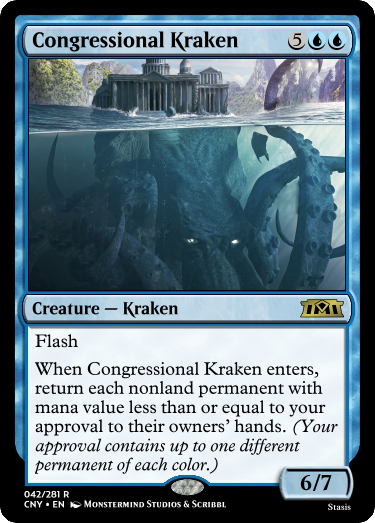 Congressional Kraken 5
Creature — Kraken
Flash
When Congressional Kraken enters,
return each nonland permanent with
mana value less than or equal to your
approval to their owners' hands. (Your
approval contains up to one different
permanent of each color.)
6/7
042/281 R
CNY • EN Monstermind Studios & Scribbl
Stasis